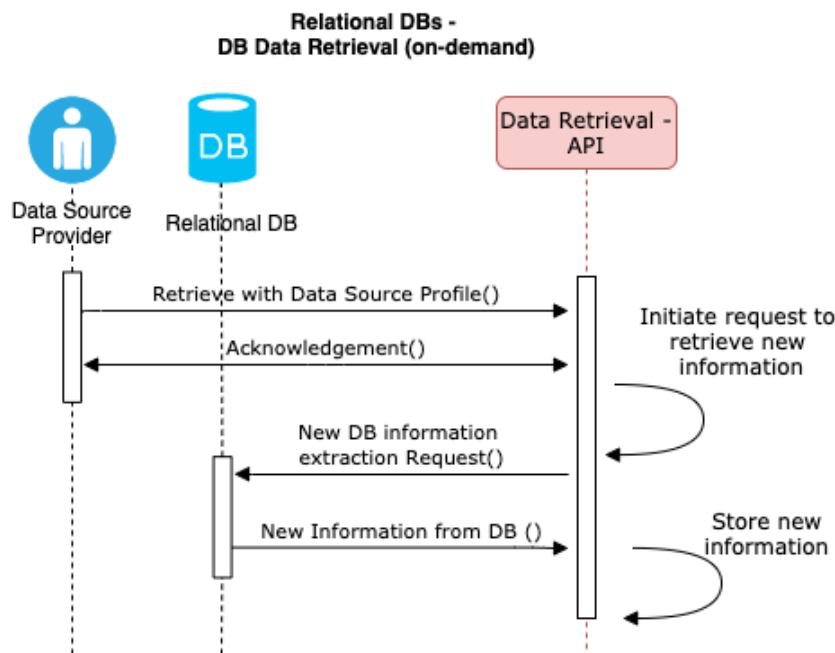 Relational DBs -
DB Data Retrieval (on-demand)
DB
Data Retrieval -
API
Data Source
Provider
Relational DB
Retrieve with Data Source Profile()
Initiate request to
retrieve new
information
Acknowledgement()
New DB information
extraction Request()
New Information from DB ()
Store new
information